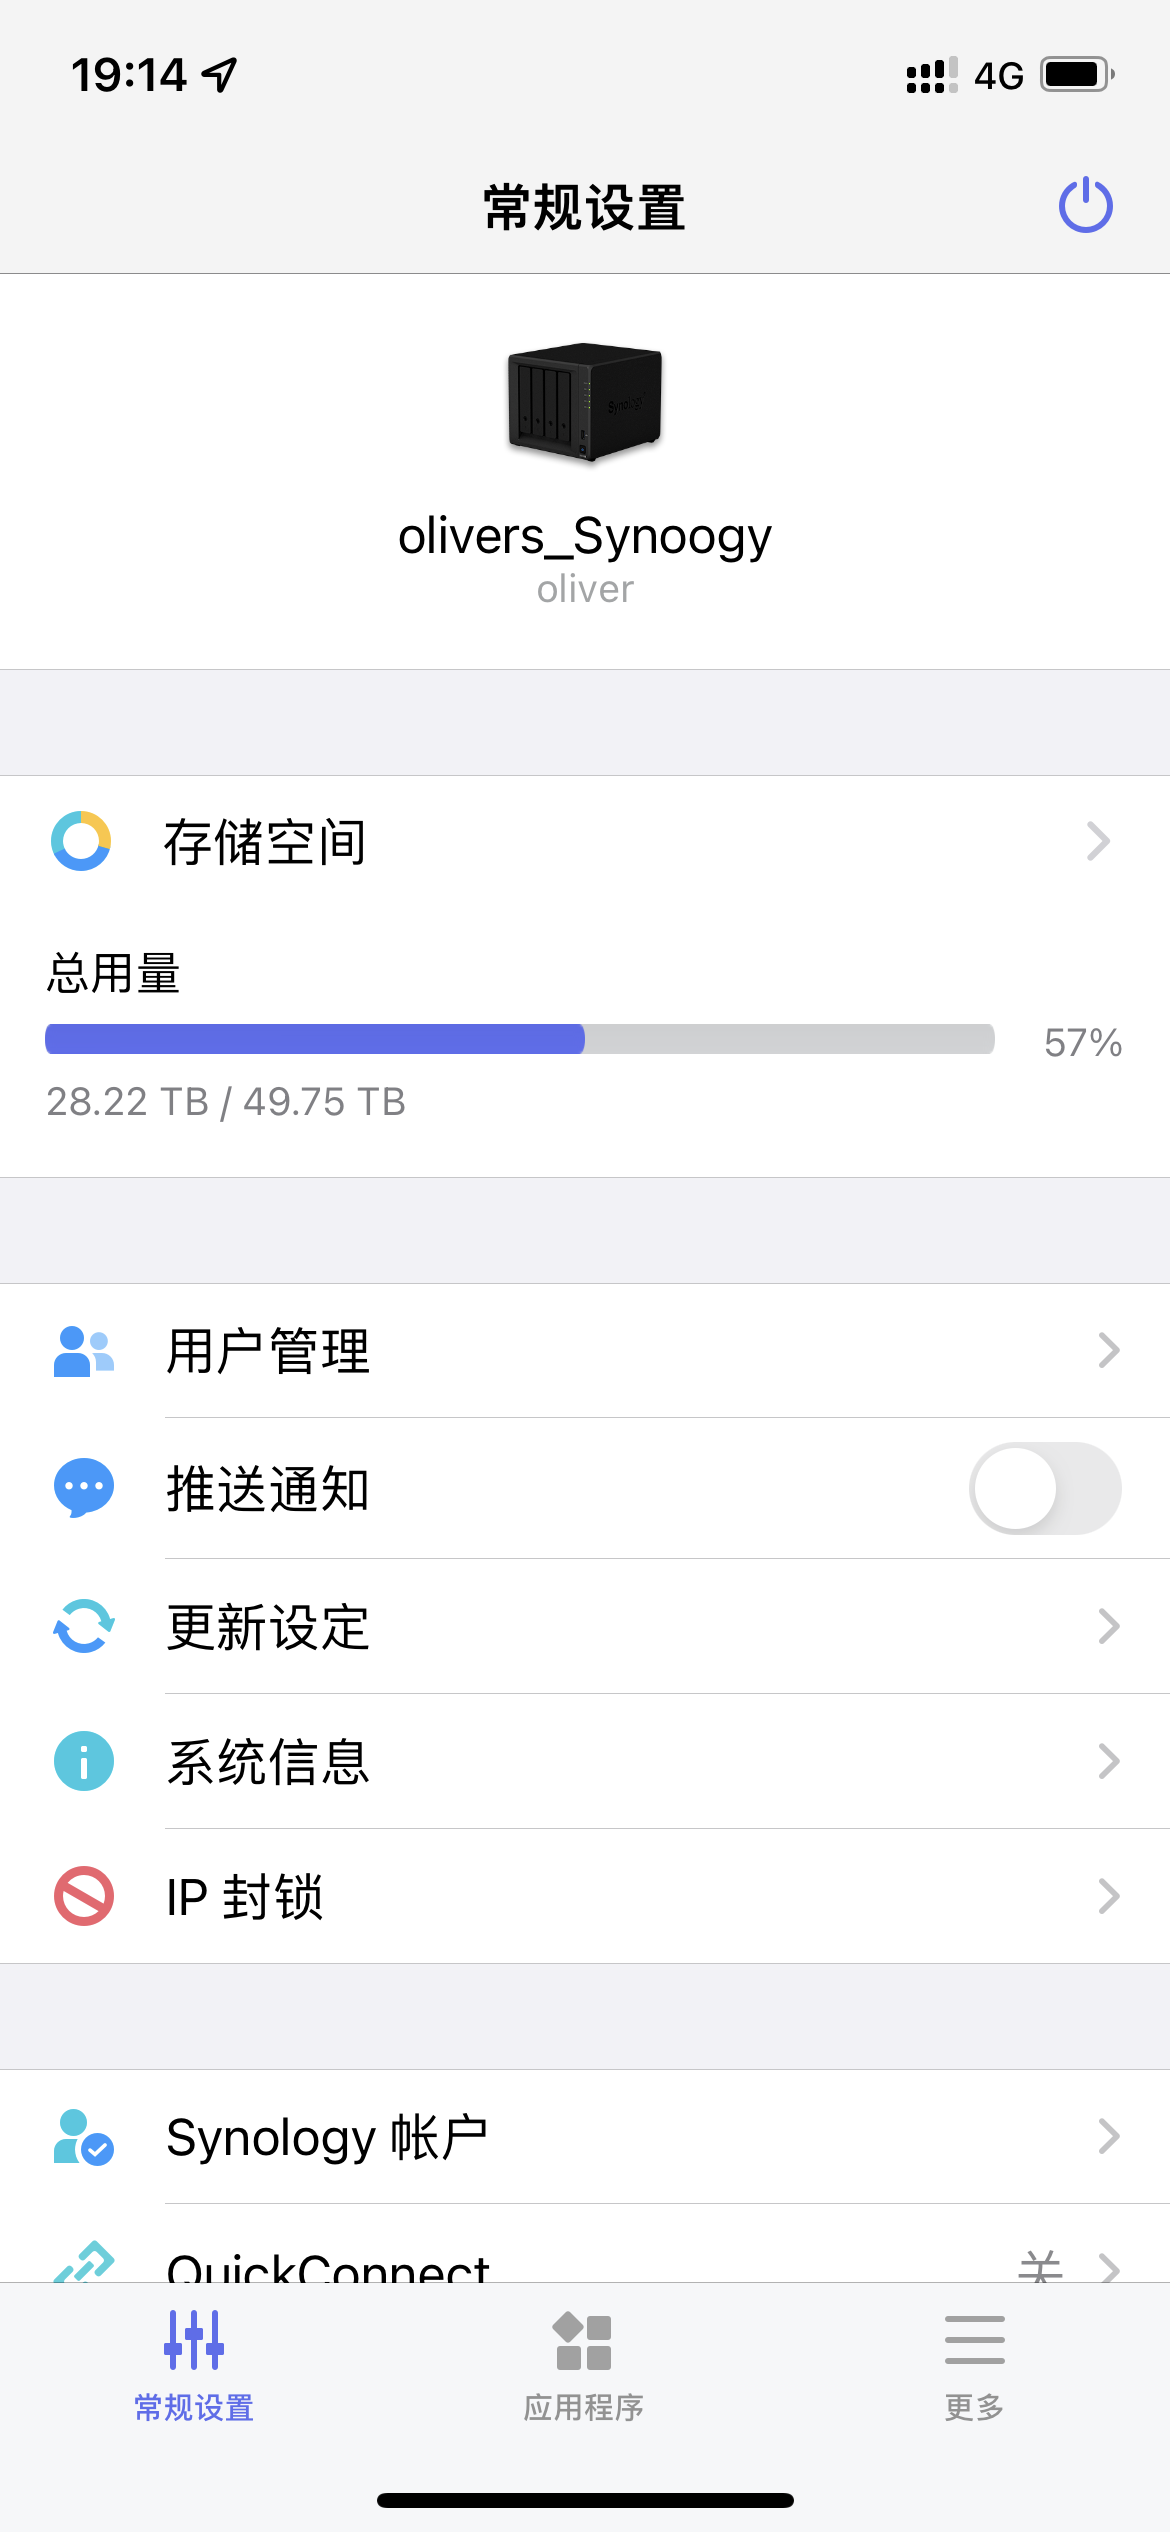 19:14
4G
常规设置
Synology
olivers_Synoogy
oliver
存储空间
总用量
57%
28.22 TB / 49.75 TB
用户管理
推送通知
更新设定
系统信息
IP 封锁
Synology 帐户
QuickConnect
关
常规设置
应用程序
更多